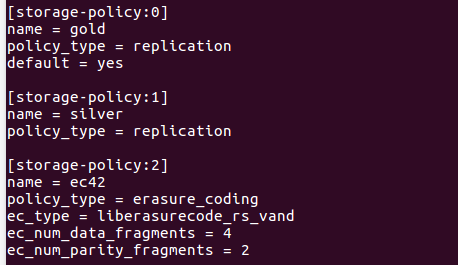 [storage-policy:0]
name = gold
policy_type = replication
default = yes
[storage-policy:1]
name = silver
policy_type = replication
[storage-policy:2]
name = ec42
policy_type = erasure_coding
ec_type = liberasurecode_rs_vand
ec_num_data_fragments = 4
ec_num_parity_fragments = 2